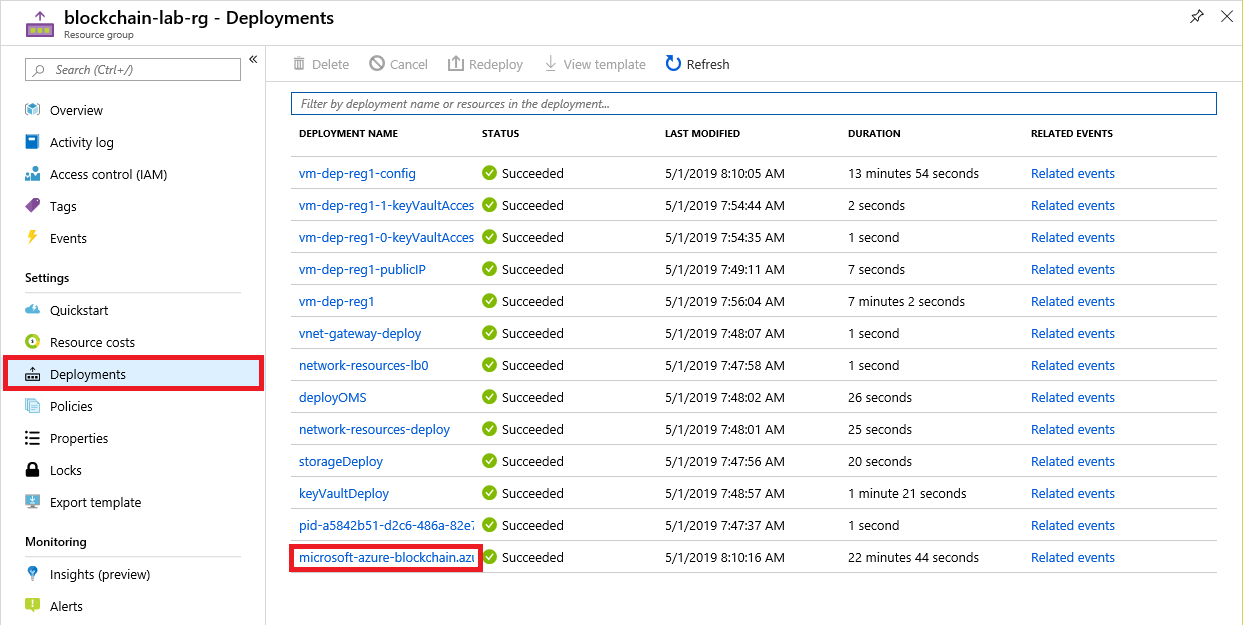 blockchain-lab-rg - Deployments
Resource group
Search (Ctrl+/)
«
Overview
Activity log
Access control (IAM)
Tags
Events
Settings
Quickstart
Resource costs
Deployments
Policies
Properties
Locks
Export template
Monitoring
Insights (preview)
Alerts
Delete Cancel Redeploy View template Refresh
Filter by deployment name or resources in the deployment...
DEPLOYMENT NAME STATUS LAST MODIFIED DURATION RELATED EVENTS
vm-dep-reg1-config Succeeded 5/1/2019 8:10:05 AM 13 minutes 54 seconds Related events
vm-dep-reg1-1-keyVaultAcces Succeeded 5/1/2019 7:54:44 AM 2 seconds Related events
vm-dep-reg1-0-keyVaultAcces Succeeded 5/1/2019 7:54:35 AM 1 second Related events
vm-dep-reg1-publicIP Succeeded 5/1/2019 7:49:11 AM 7 seconds Related events
vm-dep-reg1 Succeeded 5/1/2019 7:56:04 AM 7 minutes 2 seconds Related events
vnet-gateway-deploy Succeeded 5/1/2019 7:48:07 AM 1 second Related events
network-resources-lb0 Succeeded 5/1/2019 7:47:58 AM 1 second Related events
deployOMS Succeeded 5/1/2019 7:48:02 AM 26 seconds Related events
network-resources-deploy Succeeded 5/1/2019 7:48:01 AM 25 seconds Related events
storageDeploy Succeeded 5/1/2019 7:47:56 AM 20 seconds Related events
keyVaultDeploy Succeeded 5/1/2019 7:48:57 AM 1 minute 21 seconds Related events
pid-a5842b51-d2c6-486a-82e7 Succeeded 5/1/2019 7:47:37 AM 1 second Related events
microsoft-azure-blockchain.azu Succeeded 5/1/2019 8:10:16 AM 22 minutes 44 seconds Related events